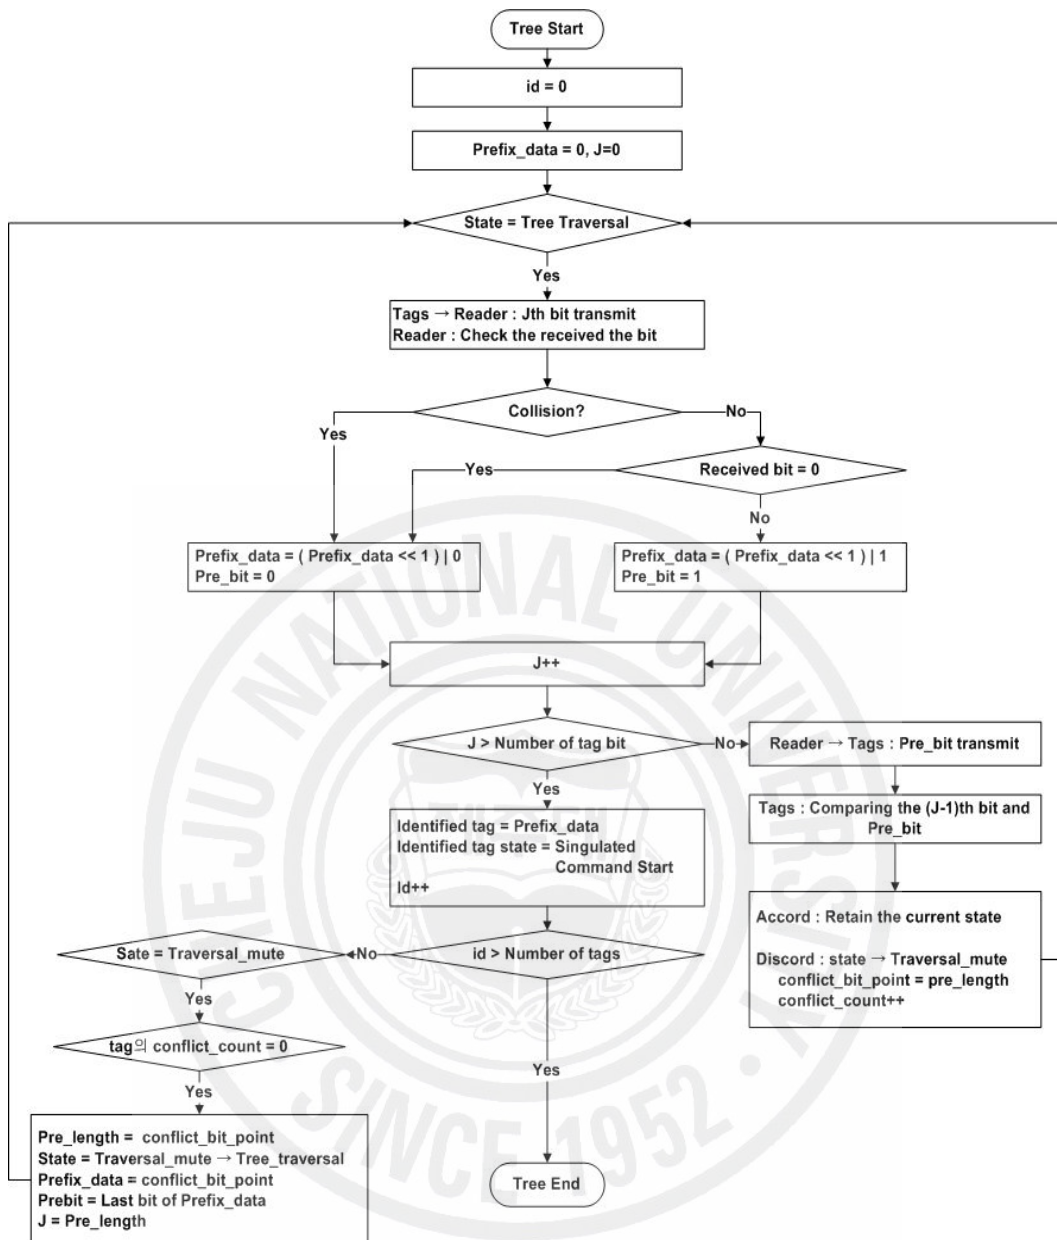 Tree Start
id = 0
Prefix_data = 0, J=0
State = Tree Traversal
Yes
Tags → Reader : Jth bit transmit
Reader : Check the received the bit
Collision?
No
Yes
Received bit = 0
Yes
No
Prefix_data = ( Prefix_data << 1 ) | 0
Pre_bit = 0
Prefix_data = ( Prefix_data << 1 ) | 1
Pre_bit = 1
J++
J > Number of tag bit
No
Reader → Tags : Pre_bit transmit
Yes
Tags : Comparing the (J-1)th bit and
Pre_bit
Identified tag = Prefix_data
Identified tag state = Singulated
Command Start
Id++
Accord : Retain the current state
Discord : state → Traversal_mute
conflict_bit_point = pre_length
conflict_count++
Sate = Traversal_mute
No
id > Number of tags
Yes
tag의 conflict_count = 0
Yes
Yes
Pre_length = conflict_bit_point
State = Traversal_mute → Tree_traversal
Prefix_data = conflict_bit_point
Prebit = Last bit of Prefix_data
J = Pre_length
Tree End
CHEJU NATIONAL UNIVERSITY
SINCE 1952